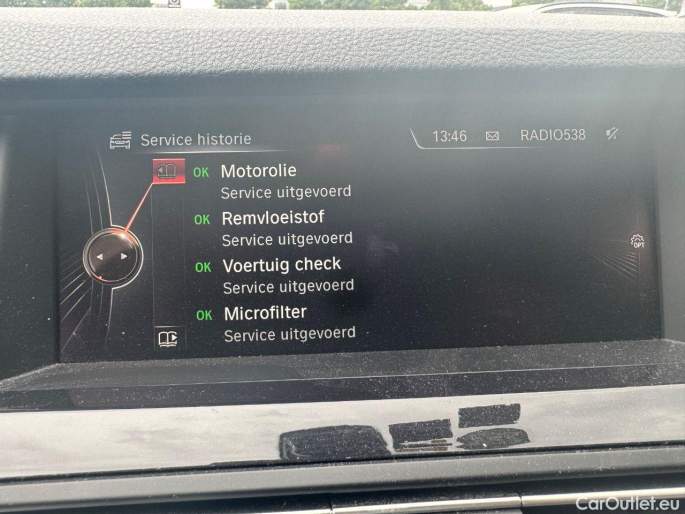 Service historie
13:46 RADIO538
OK Motorolie
Service uitgevoerd
OK Remvloeistof
Service uitgevoerd
OK Voertuig check
Service uitgevoerd
OK Microfilter
Service uitgevoerd
OPT
CarOutlet.eu